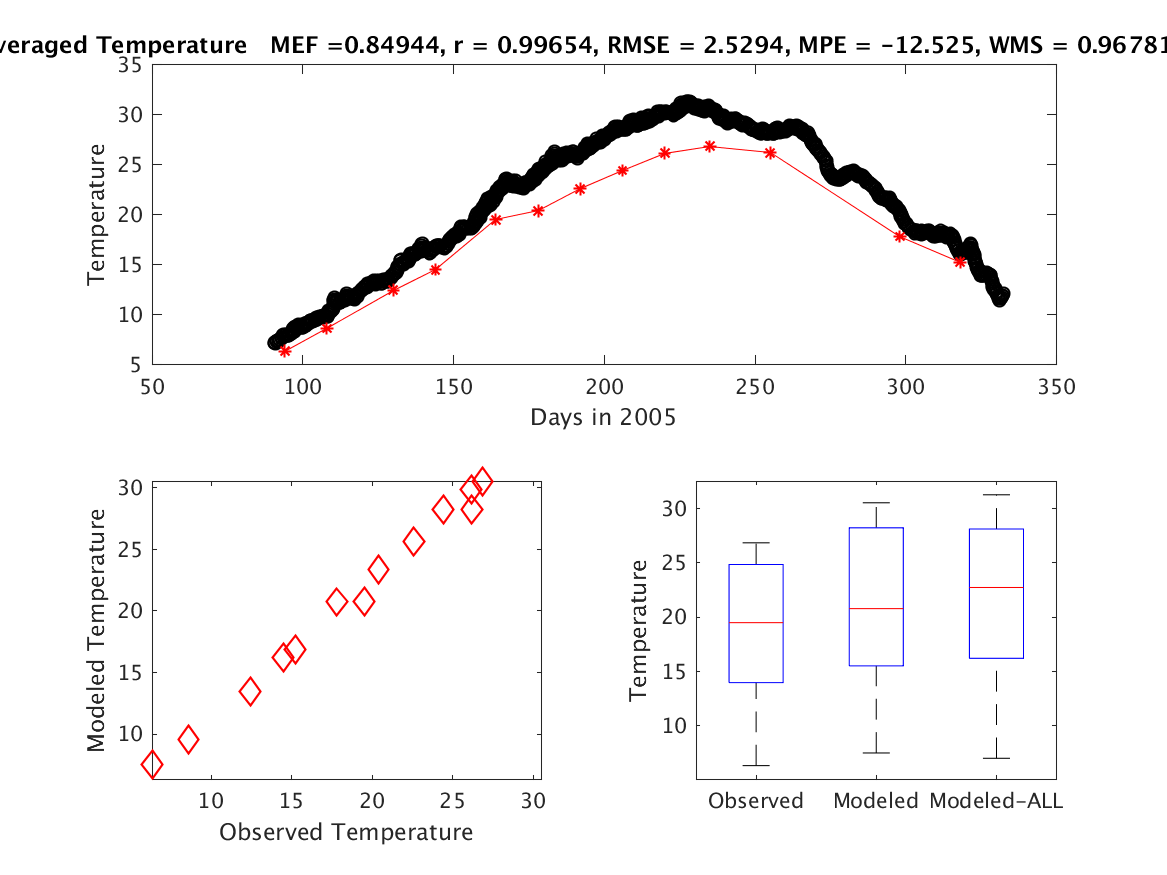 veraged Temperature MEF =0.84944, r = 0.99654, RMSE = 2.5294, MPE = -12.525, WMS = 0.96781
35
30
25
20
15
10
5
Temperature
50 100 150 200 250 300 350
Days in 2005
30
25
20
15
10
Modeled Temperature
10 15 20 25 30
Observed Temperature
30
25
20
15
10
Temperature
Observed Modeled Modeled-ALL